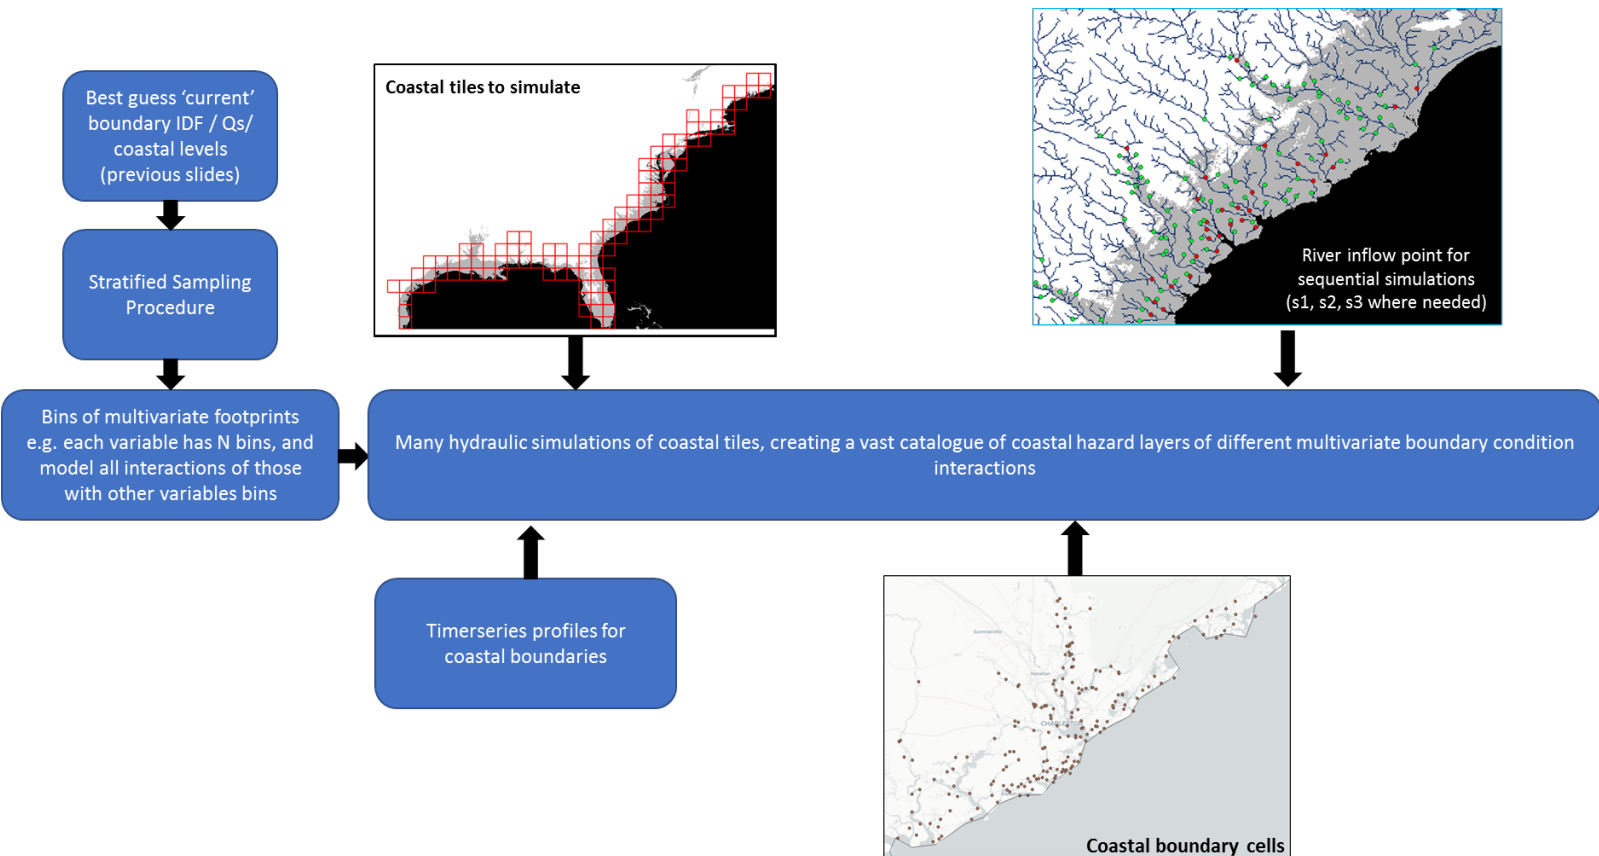 Best guess ‘current’
boundary IDF / Qs/
coastal levels
(previous slides)
Stratified Sampling
Procedure
Bins of multivariate footprints
e.g. each variable has N bins, and
model all interactions of those
with other variables bins
Coastal tiles to simulate
River inflow point for
sequential simulations
(s1, s2, s3 where needed)
Many hydraulic simulations of coastal tiles, creating a vast catalogue of coastal hazard layers of different multivariate boundary condition
interactions
Timerseries profiles for
coastal boundaries
Summerville
Hanahan
CHARLESTON
Coastal boundary cells